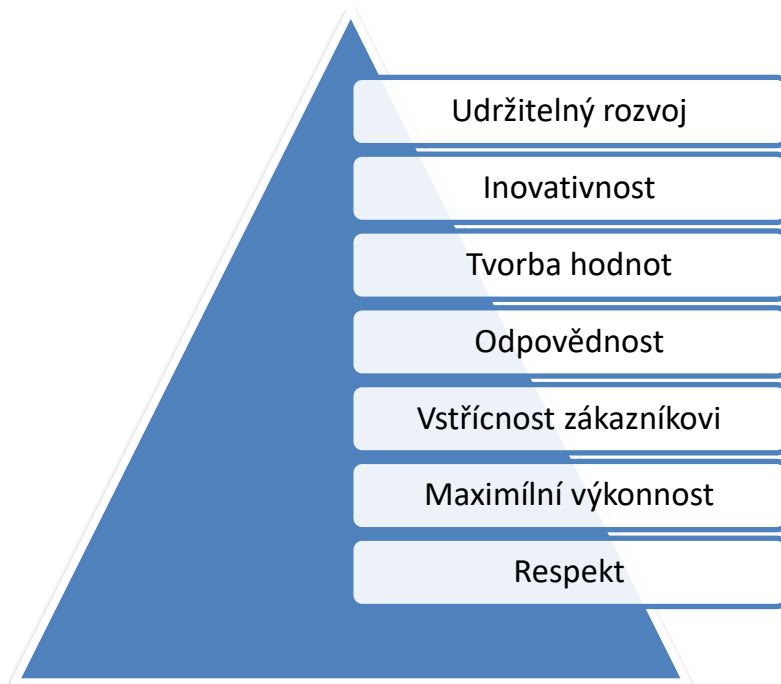 Udržitelný rozvoj
Inovativnost
Tvorba hodnot
Odpovědnost
Vstřícnost zákazníkovi
Maximílní výkonnost
Respekt